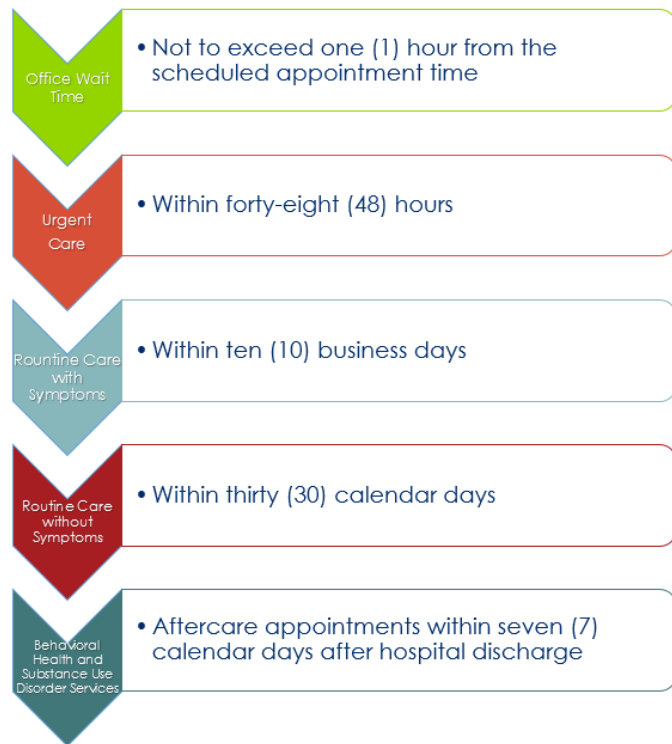 Office Wait
Time
• Not to exceed one (1) hour from the
scheduled appointment time
Urgent
Care
• Within forty-eight (48) hours
Rountine Care
with
Symptoms
• Within ten (10) business days
Routine Care
without
Symptoms
• Within thirty (30) calendar days
Behavioral
Health and
Substance Use
Disorder Services
• Aftercare appointments within seven (7)
calendar days after hospital discharge